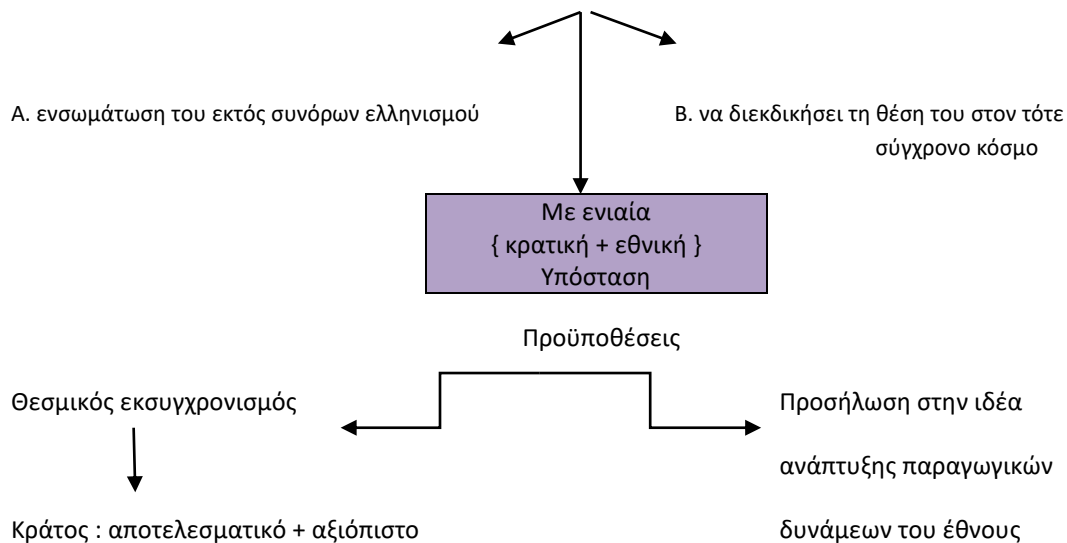 Α. ενσωμάτωση του εκτός συνόρων ελληνισμού
Β. να διεκδικήσει τη θέση του στον τότε
σύγχρονο κόσμο
Με ενιαία
{ κρατική + εθνική }
Υπόσταση
Προϋποθέσεις
Θεσμικός εκσυγχρονισμός
Κράτος : αποτελεσματικό + αξιόπιστο
Προσήλωση στην ιδέα
ανάπτυξης παραγωγικών
δυνάμεων του έθνους